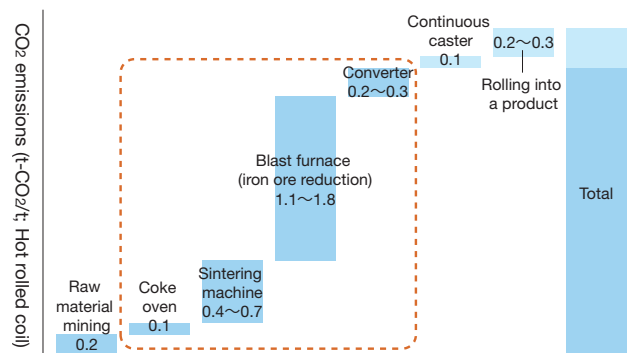 CO2 emissions (t-CO2/t; Hot rolled coil)
Raw
material
mining
0.2
Coke
oven
0.1
Sintering
machine
0.4〜0.7
Blast furnace
(iron ore reduction)
1.1〜1.8
Converter
0.2〜0.3
Continuous
caster
0.1
0.2〜0.3
Rolling into
a product
Total